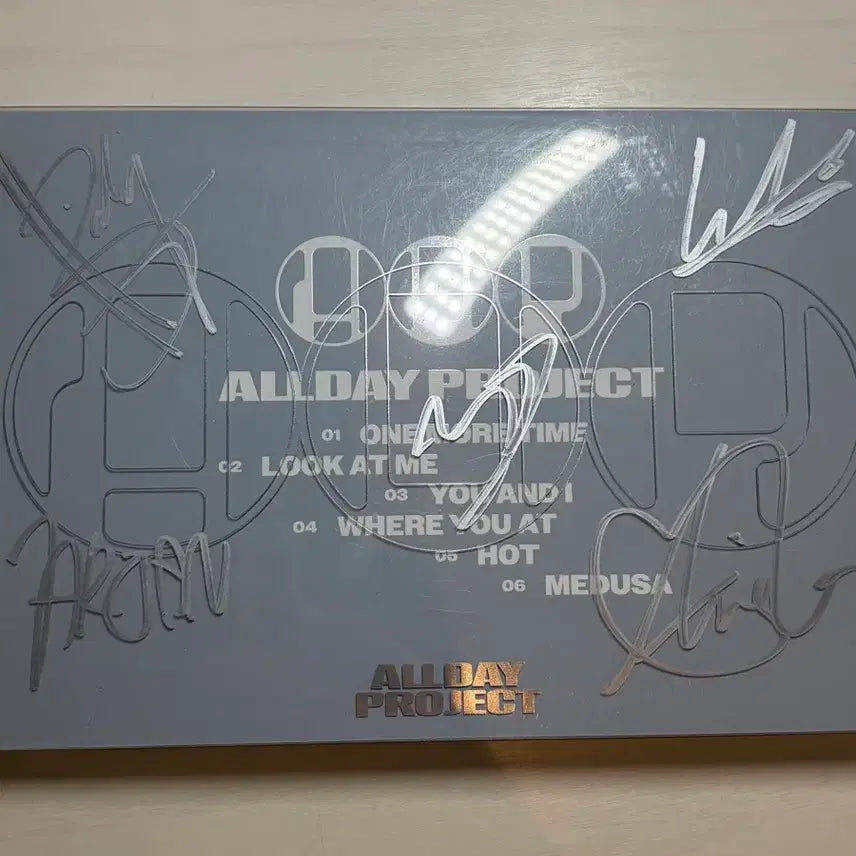 ALLDAY PROJECT
01 ONE MORE TIME
02 LOOK AT ME
03 YOU AND I
04 WHERE YOU AT
05 HOT
06 MEDUSA
TARZZAN
ALLDAY
PROJECT